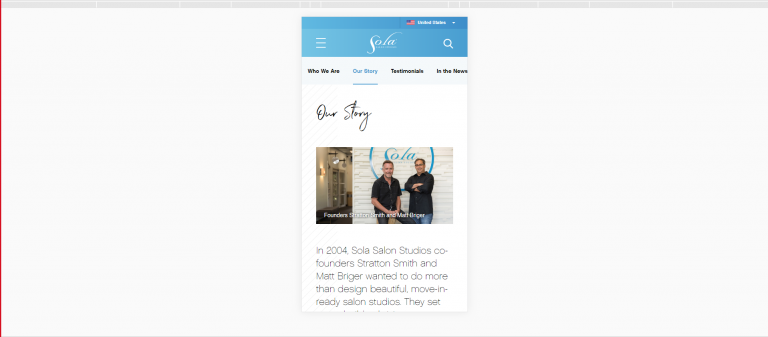 United States
Sola
Who We Are Our Story Testimonials In the News
Our Story
Sola
Founders Stratton Smith and Matt Briger
In 2004, Sola Salon Studios co-
founders Stratton Smith and
Matt Briger wanted to do more
than design beautiful, move-in-
ready salon studios. They set